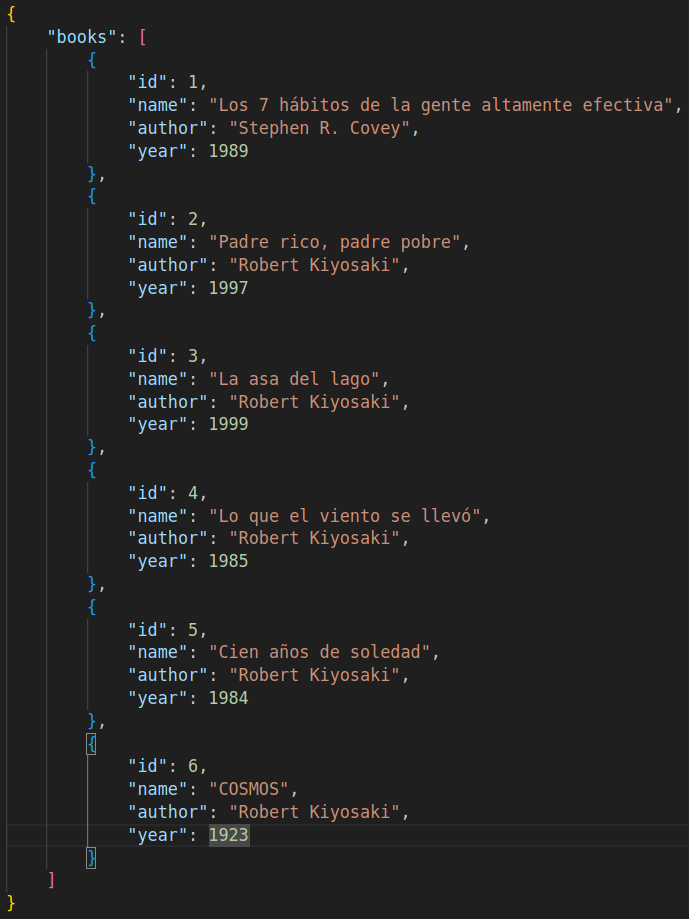 {
"books": [
{
"id": 1,
"name": "Los 7 hábitos de la gente altamente efectiva",
"author": "Stephen R. Covey",
"year": 1989
},
{
"id": 2,
"name": "Padre rico, padre pobre",
"author": "Robert Kiyosaki",
"year": 1997
},
{
"id": 3,
"name": "La asa del lago",
"author": "Robert Kiyosaki",
"year": 1999
},
{
"id": 4,
"name": "Lo que el viento se llevó",
"author": "Robert Kiyosaki",
"year": 1985
},
{
"id": 5,
"name": "Cien años de soledad",
"author": "Robert Kiyosaki",
"year": 1984
},
{
"id": 6,
"name": "COSMOS",
"author": "Robert Kiyosaki",
"year": 1923
}
]
}